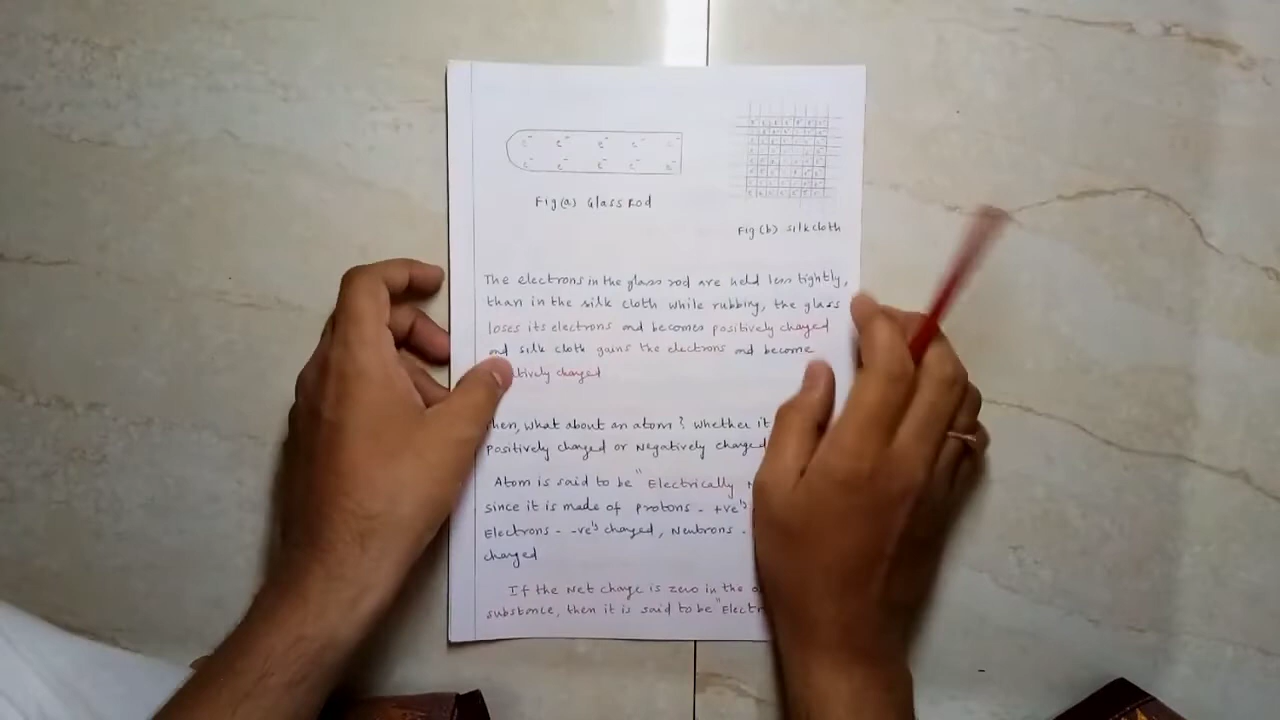 e⁻ e⁻ e⁻ e⁻ e⁻
e⁻ e⁻ e⁻ e⁻ e⁻
Fig(a) Glass Rod
Fig(b) silk cloth
The electrons in the glass rod are held less tightly,
than in the silk cloth while rubbing, the glass
loses its electrons and becomes positively charged
and silk cloth gains the electrons and become
charged
what about an atom? whether it
Positively charged or Negatively charged
Atom is said to be "Electrically
since it is made of protons - +ve's
Electrons - -ve's charged, Neutrons -
charged
If the Net charge is zero in the
substance, then it is said to be "